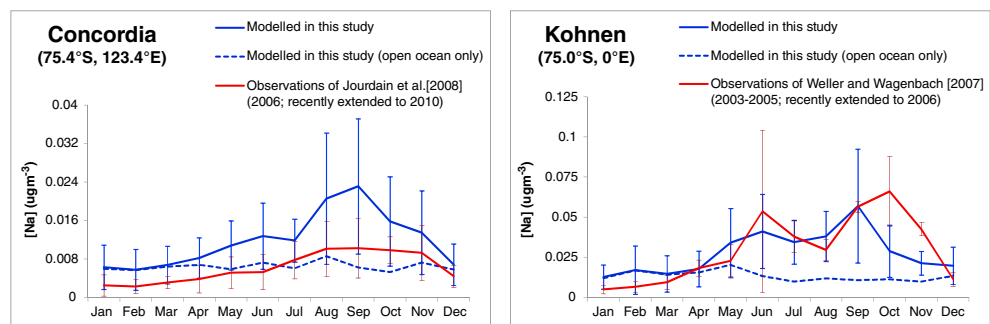 Concordia
(75.4°S, 123.4°E)
Modelled in this study
Modelled in this study (open ocean only)
Observations of Jourdain et al.[2008]
(2006; recently extended to 2010)
[Na] (ugm⁻³)
0.04
0.032
0.024
0.016
0.008
0
Jan Feb Mar Apr May Jun Jul Aug Sep Oct Nov Dec
Kohnen
(75.0°S, 0°E)
Modelled in this study
Modelled in this study (open ocean only)
Observations of Weller and Wagenbach [2007]
(2003-2005; recently extended to 2006)
[Na] (ugm⁻³)
0.125
0.1
0.075
0.05
0.025
0
Jan Feb Mar Apr May Jun Jul Aug Sep Oct Nov Dec